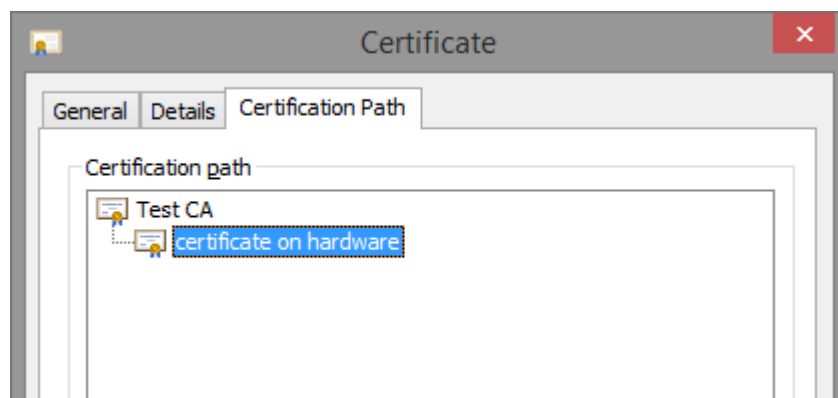 Certificate
General Details Certification Path
Certification path
Test CA
certificate on hardware